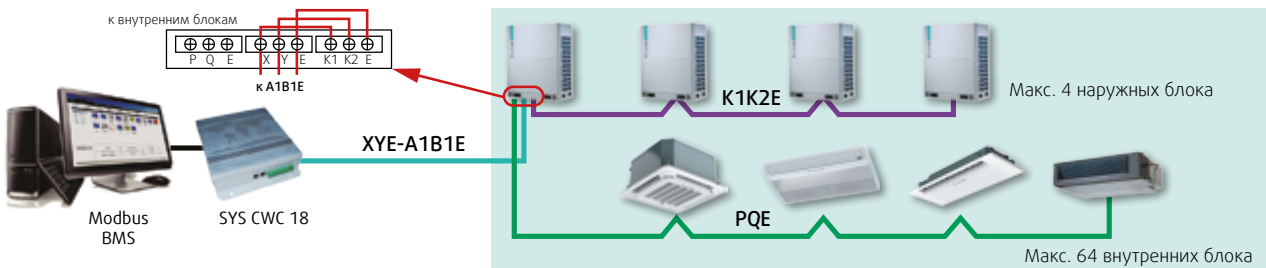 к внутренним блокам
P Q E X Y E K1 K2 E
к A1B1E
XYE-A1B1E
K1K2E
Макс. 4 наружных блока
Modbus
BMS
SYS CWC 18
PQE
Макс. 64 внутренних блока